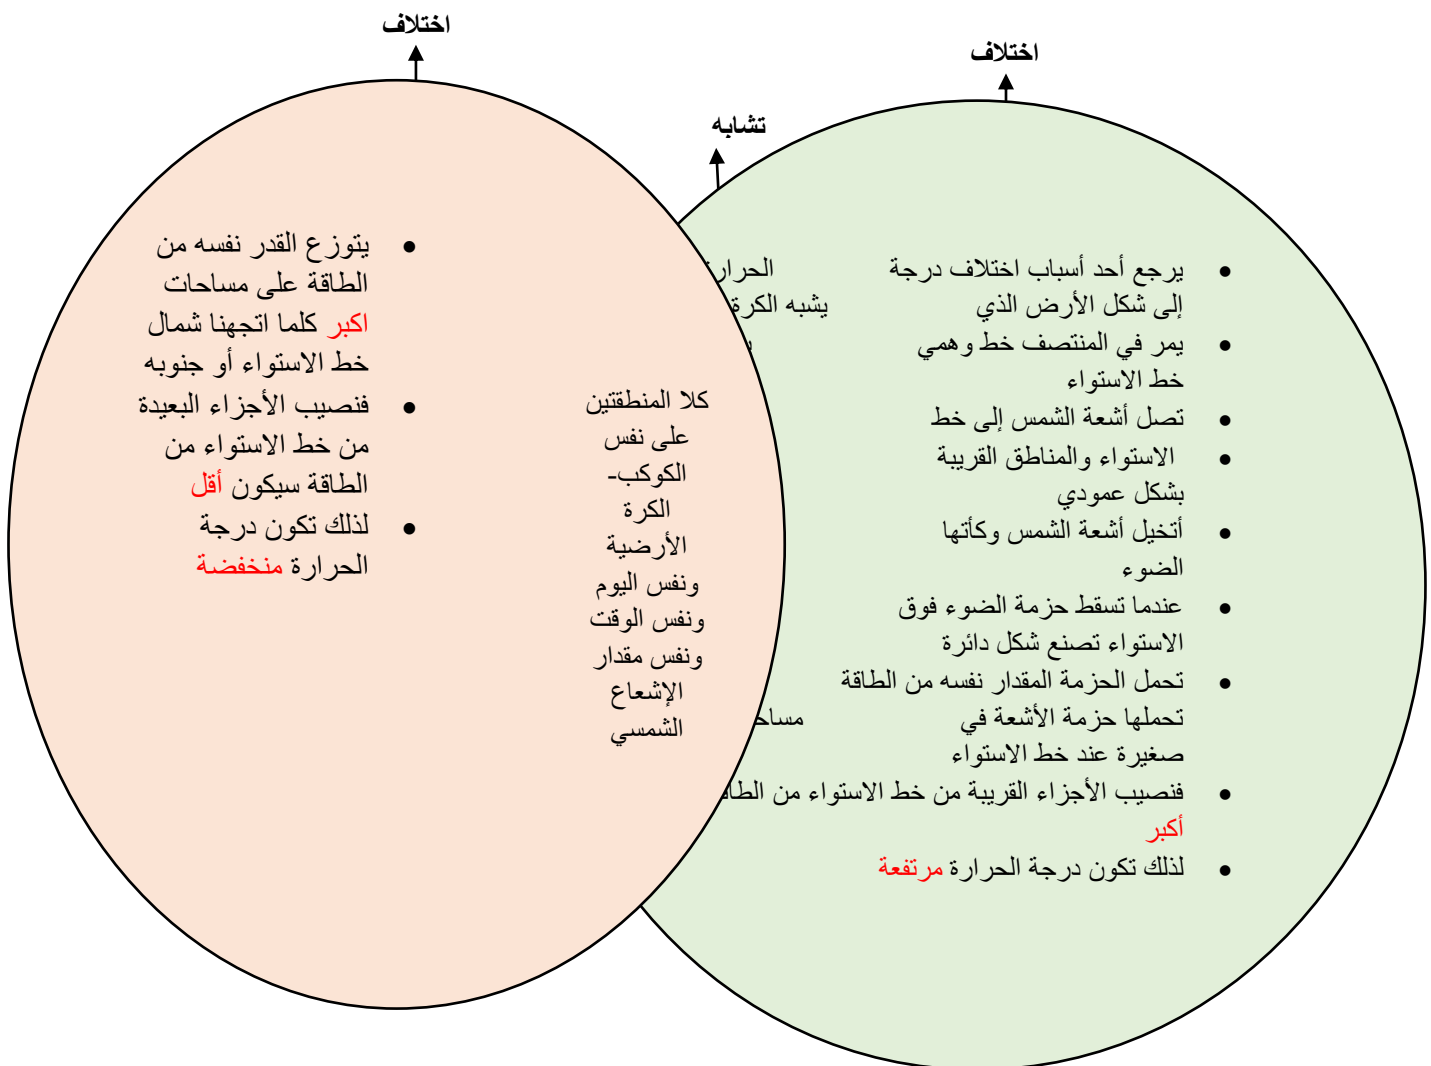 اختلاف
اختلاف
تشابه
يرجع أحد أسباب اختلاف درجة
إلى شكل الأرض الذي يشبه الكرة
يمر في المنتصف خط وهمي
خط الاستواء
تصل أشعة الشمس إلى خط
الاستواء والمناطق القريبة
بشكل عمودي
أتخيل أشعة الشمس وكأنها
الضوء
عندما تسقط حزمة الضوء فوق
الاستواء تصنع شكل دائرة
تحمل الحزمة المقدار نفسه من الطاقة
تحملها حزمة الأشعة في
صغيرة عند خط الاستواء
فنصيب الأجزاء القريبة من خط الاستواء من
أكبر
لذلك تكون درجة الحرارة مرتفعة
كلا المنطقتين
على نفس
الكوكب-
الكرة
الأرضية
ونفس اليوم
ونفس الوقت
ونفس مقدار
الإشعاع
الشمسي
يتوزع القدر نفسه من
الطاقة على مساحات
اكبر كلما اتجهنا شمال
خط الاستواء أو جنوبه
فنصيب الأجزاء البعيدة
من خط الاستواء من
الطاقة سيكون أقل
لذلك تكون درجة
الحرارة منخفضة